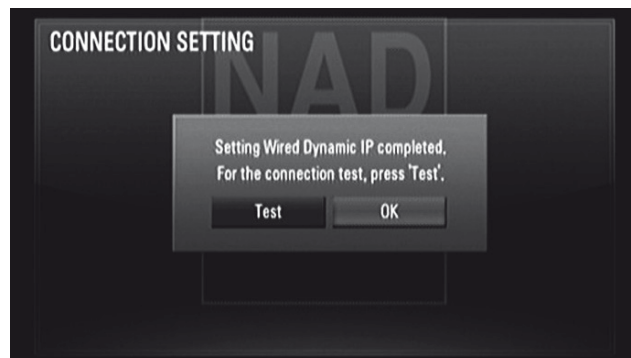 CONNECTION SETTING
NAD
Setting Wired Dynamic IP completed.
For the connection test, press 'Test'.
Test
OK